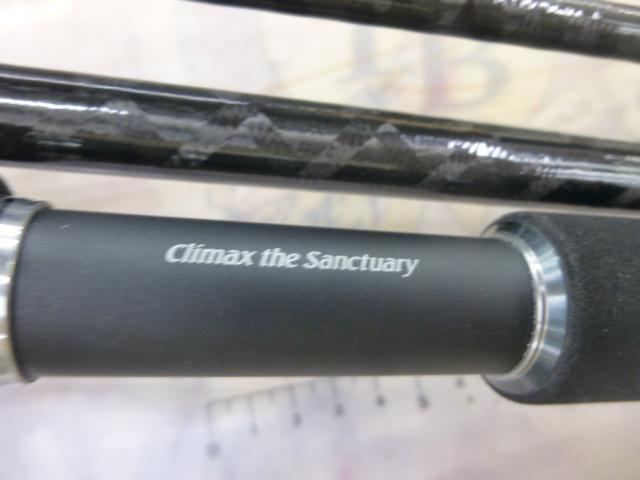 Climax the Sanctuary